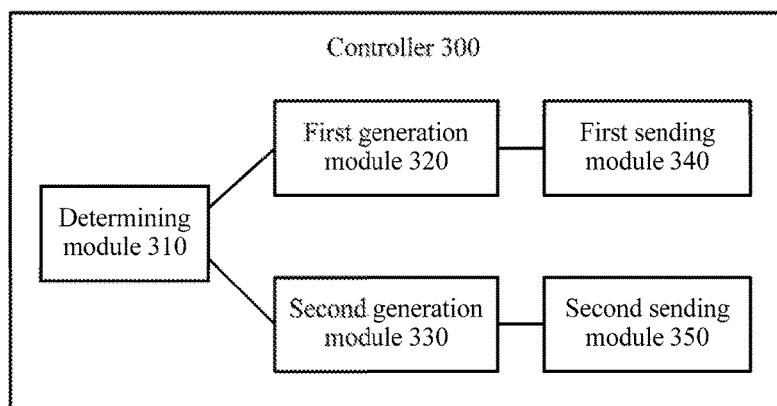 Controller 300
First generation
module 320
First sending
module 340
Determining
module 310
Second generation
module 330
Second sending
module 350